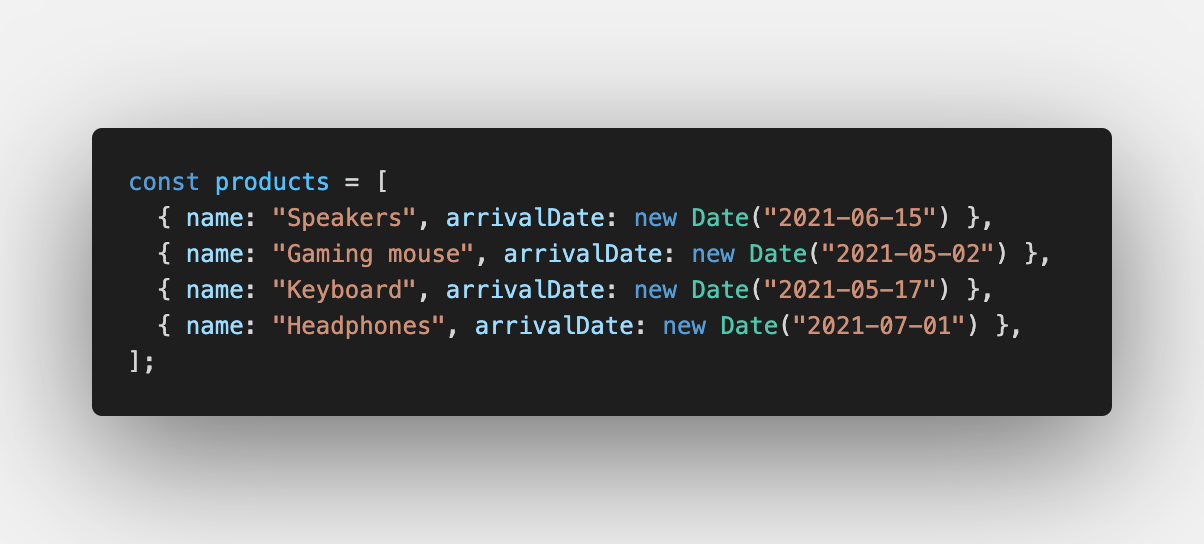 const products = [
  { name: "Speakers", arrivalDate: new Date("2021-06-15") },
  { name: "Gaming mouse", arrivalDate: new Date("2021-05-02") },
  { name: "Keyboard", arrivalDate: new Date("2021-05-17") },
  { name: "Headphones", arrivalDate: new Date("2021-07-01") },
];